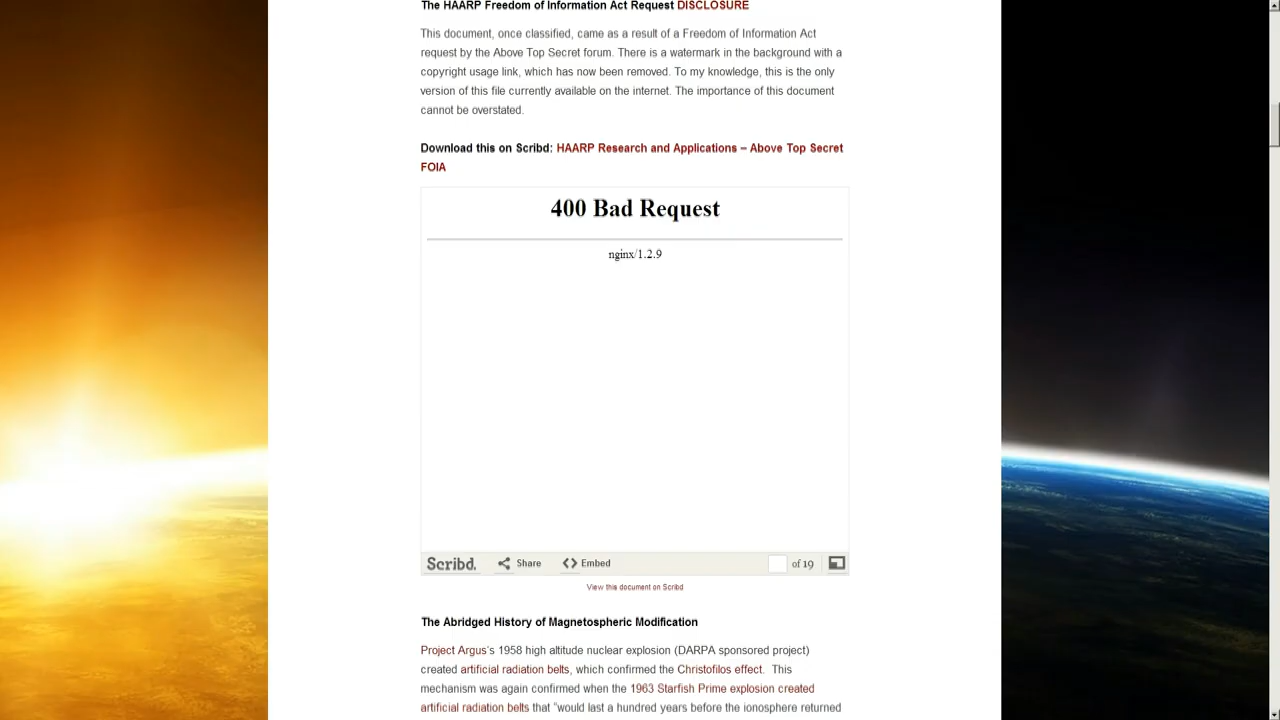 The HAARP Freedom of Information Act Request DISCLOSURE
This document, once classified, came as a result of a Freedom of Information Act
request by the Above Top Secret forum. There is a watermark in the background with a
copyright usage link, which has now been removed. To my knowledge, this is the only
version of this file currently available on the internet. The importance of this document
cannot be overstated.
Download this on Scribd: HAARP Research and Applications – Above Top Secret
FOIA
400 Bad Request
nginx/1.2.9
Scribd. Share Embed of 19
View this document on Scribd
The Abridged History of Magnetospheric Modification
Project Argus's 1958 high altitude nuclear explosion (DARPA sponsored project)
created artificial radiation belts, which confirmed the Christofilos effect. This
mechanism was again confirmed when the 1963 Starfish Prime explosion created
artificial radiation belts that "would last a hundred years before the ionosphere returned